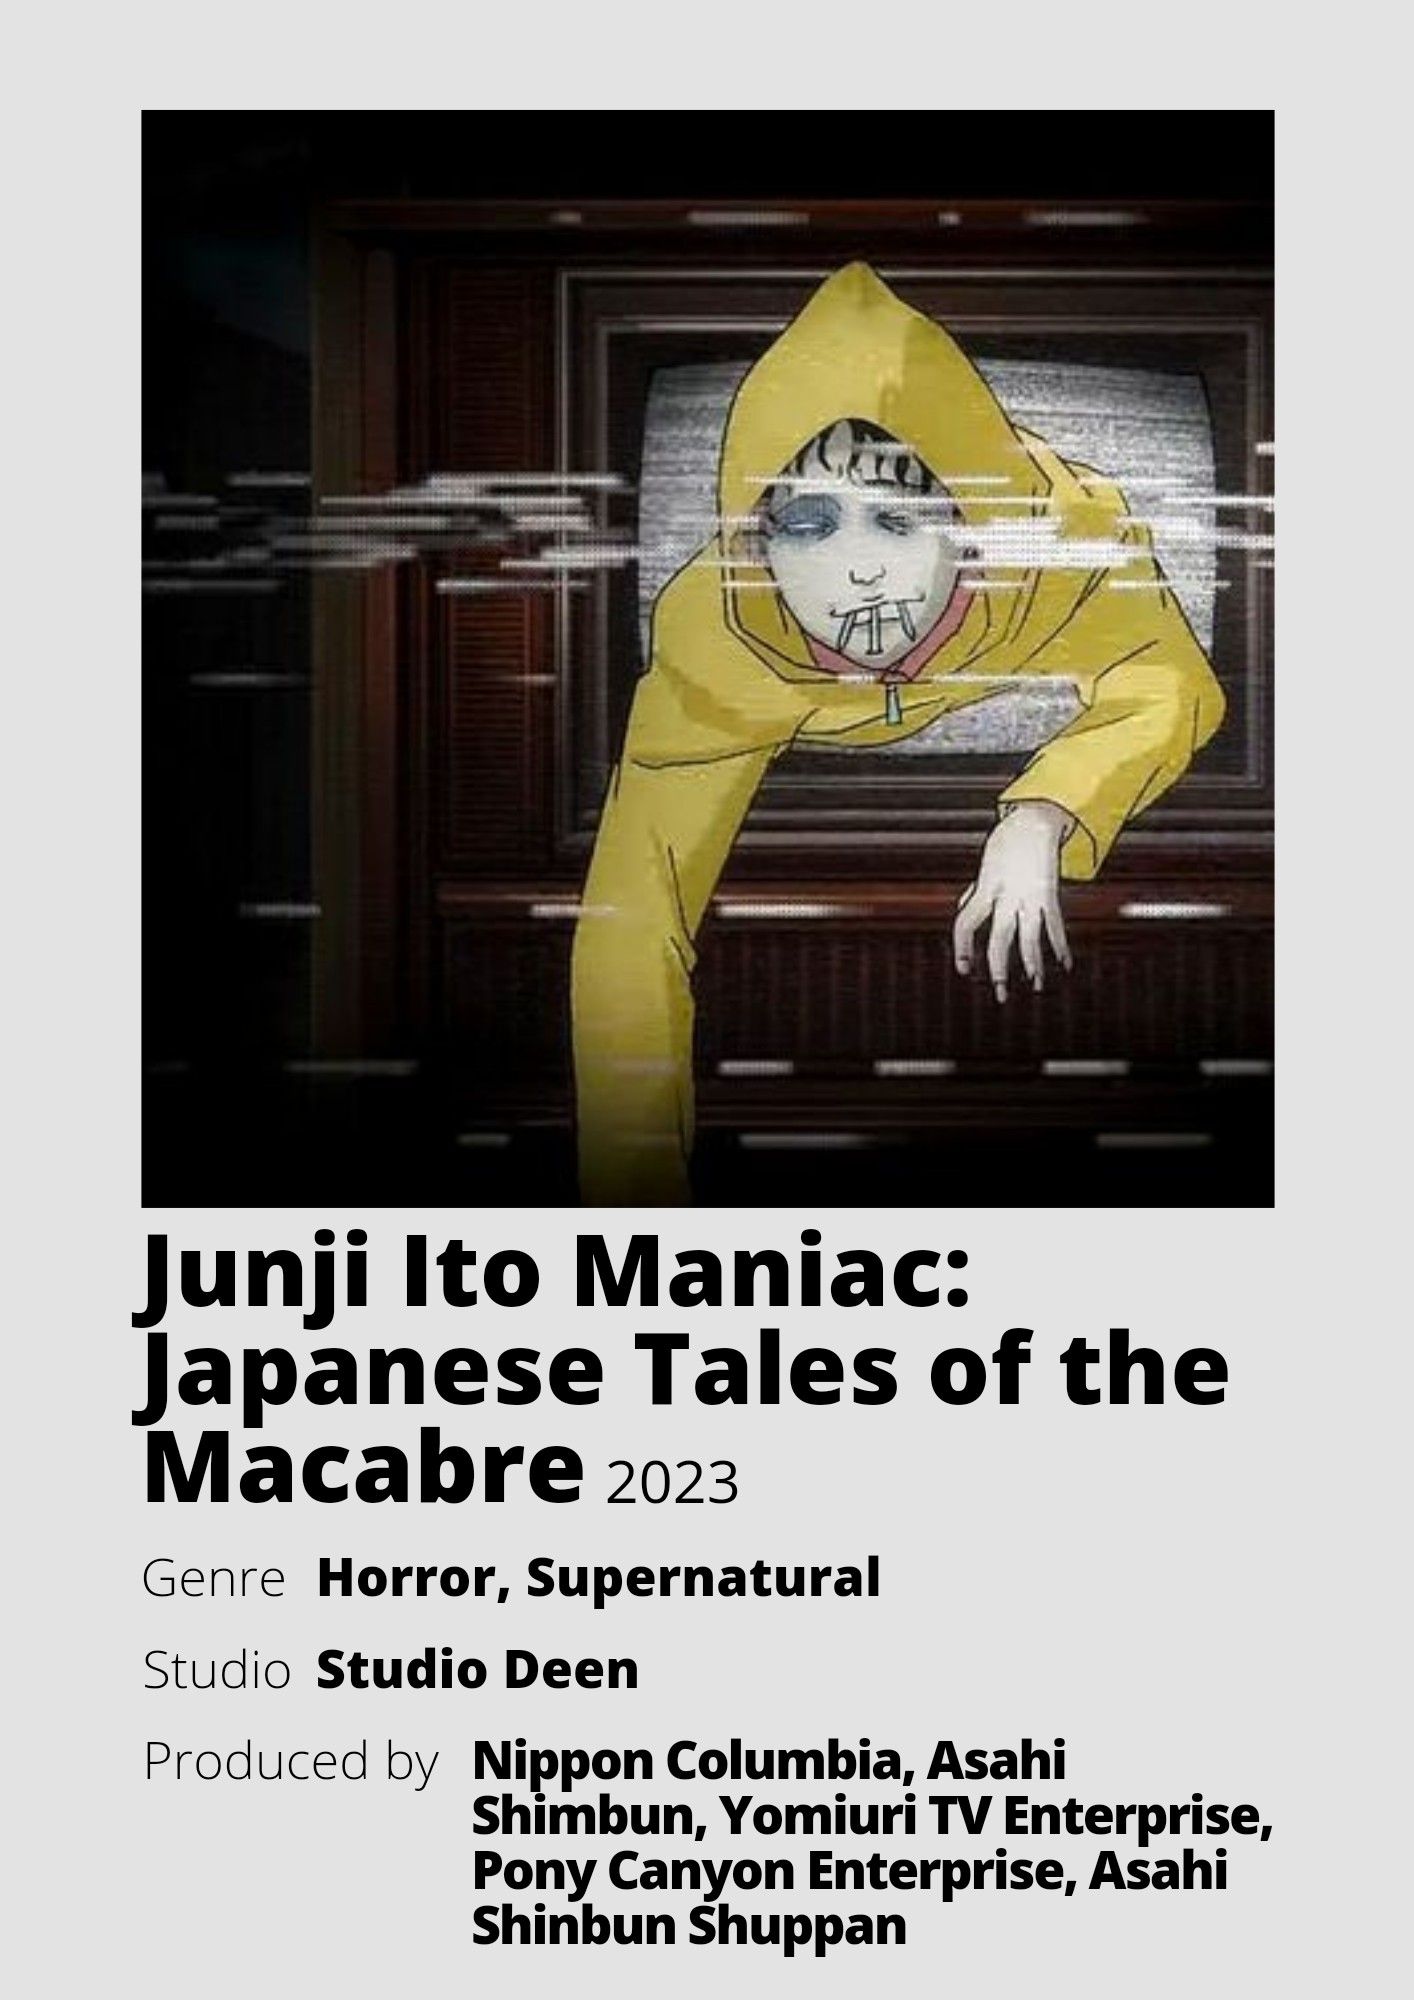 Junji Ito Maniac:
Japanese Tales of the
Macabre 2023
Genre Horror, Supernatural
Studio Studio Deen
Produced by Nippon Columbia, Asahi
Shimbun, Yomiuri TV Enterprise,
Pony Canyon Enterprise, Asahi
Shinbun Shuppan